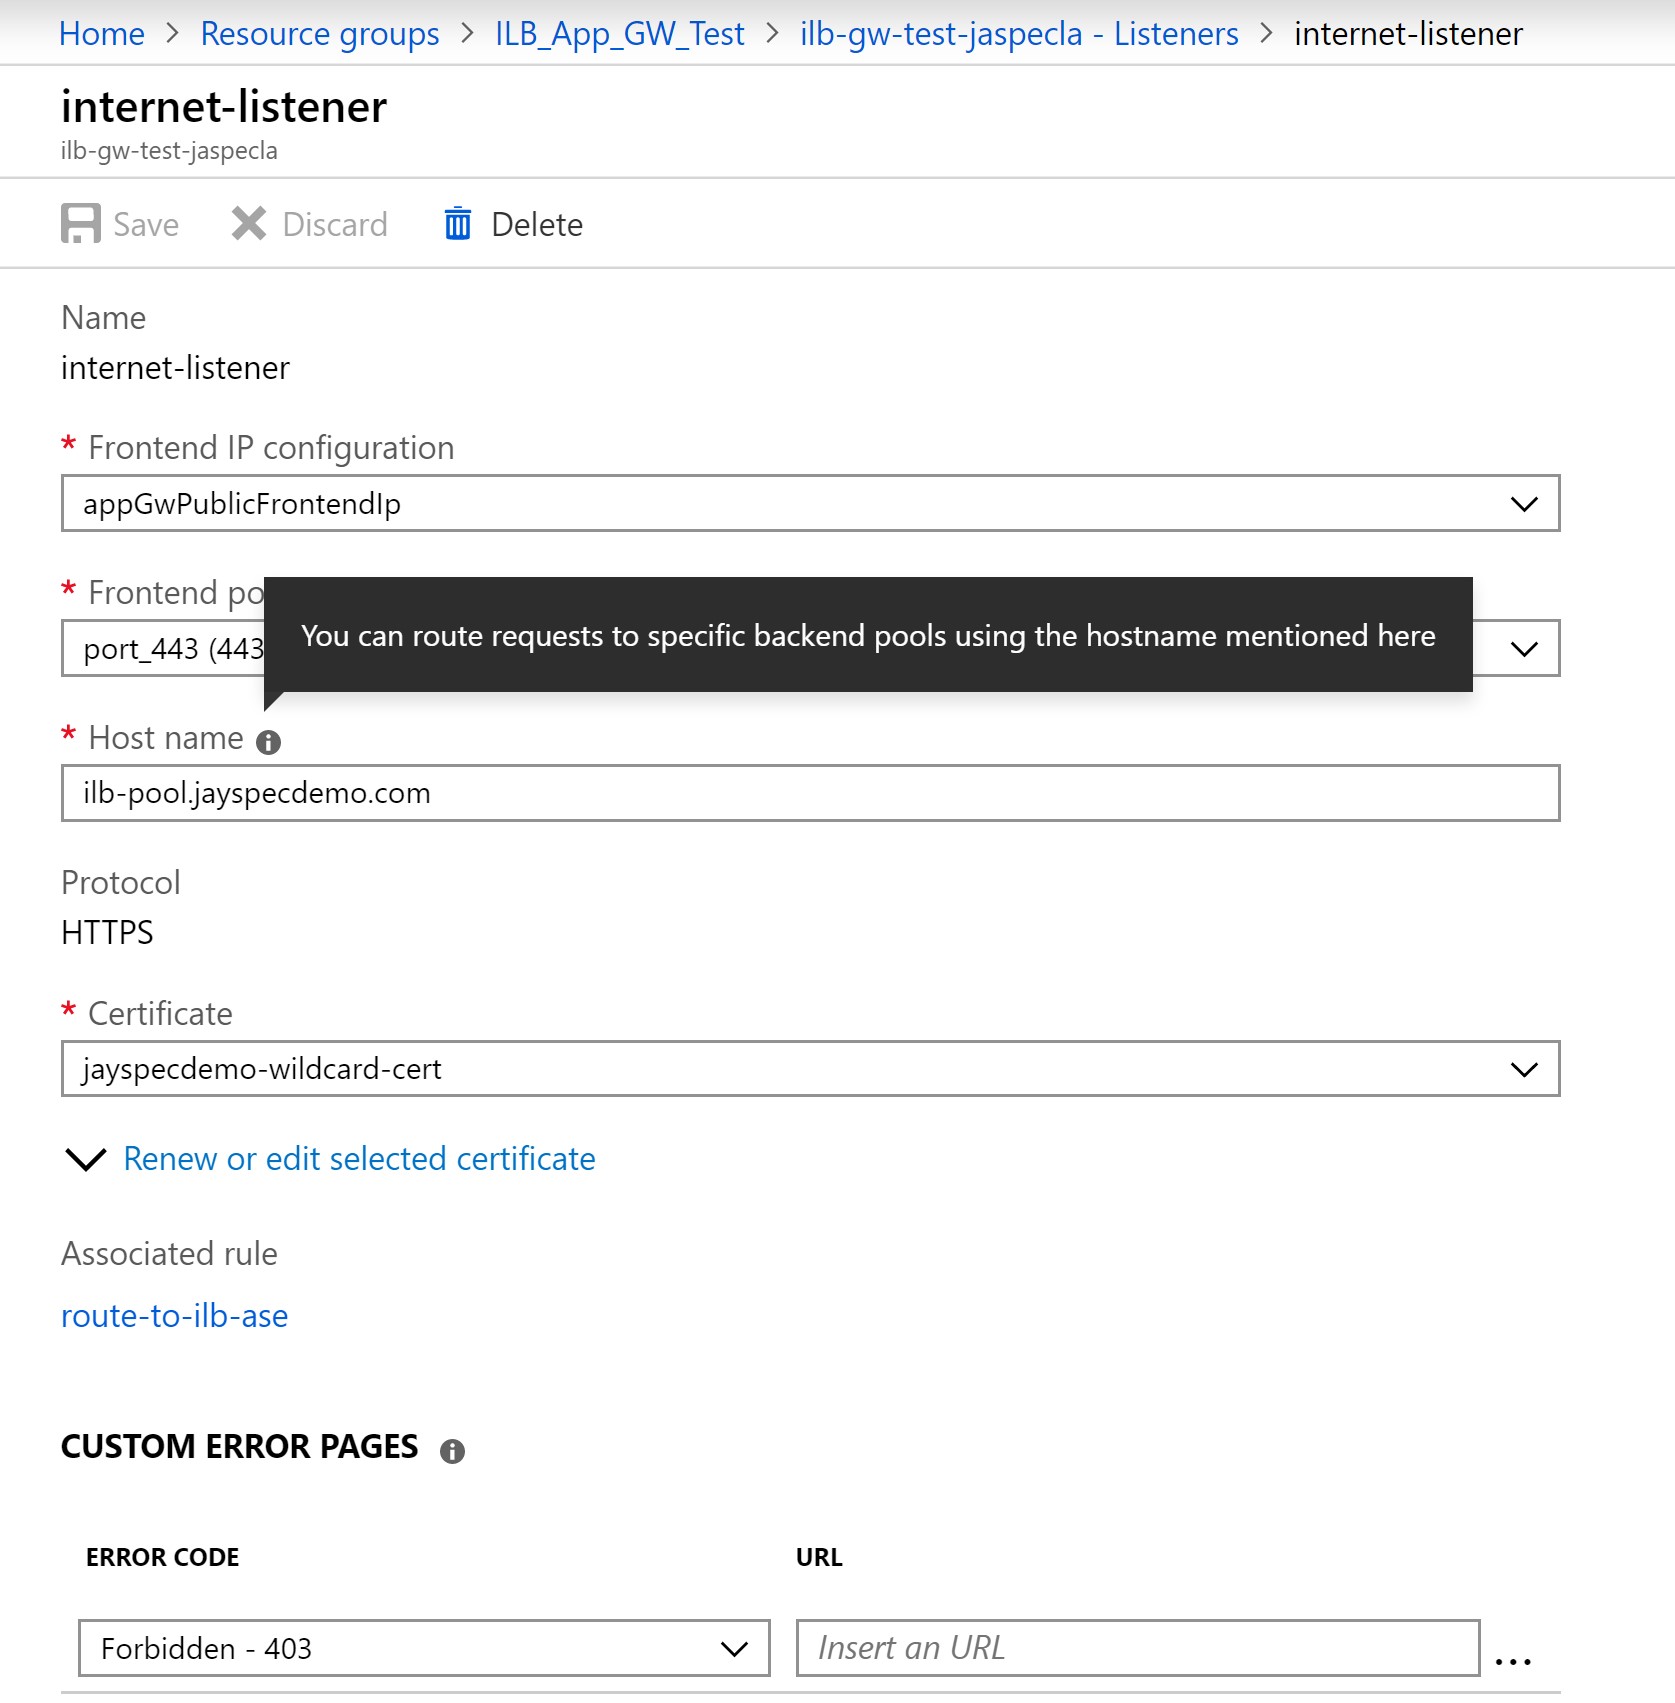 Home > Resource groups > ILB_App_GW_Test > ilb-gw-test-jaspecla - Listeners > internet-listener
internet-listener
ilb-gw-test-jaspecla
Save Discard Delete
Name
internet-listener
* Frontend IP configuration
appGwPublicFrontendIp
* Frontend po
You can route requests to specific backend pools using the hostname mentioned here
port_443 (443
* Host name
ilb-pool.jayspecdemo.com
Protocol
HTTPS
* Certificate
jayspecdemo-wildcard-cert
Renew or edit selected certificate
Associated rule
route-to-ilb-ase
CUSTOM ERROR PAGES
ERROR CODE URL
Forbidden - 403 Insert an URL ...